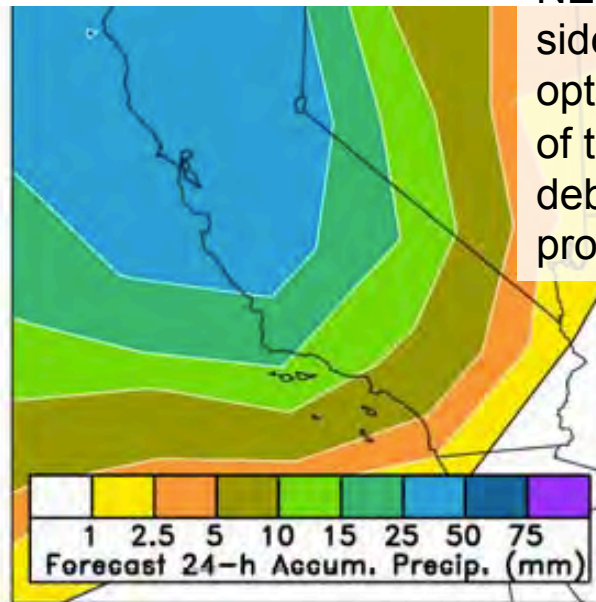 side
opt
of t
deb
pro
1 2.5 5 10 15 25 50 75
Forecast 24-h Accum. Precip. (mm)